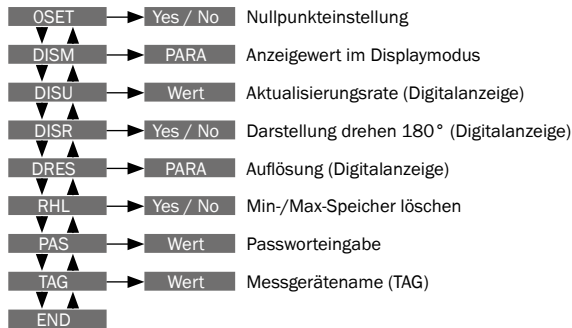 0SET Yes / No Nullpunkteinstellung
DISM PARA Anzeigewert im Displaymodus
DISU Wert Aktualisierungsrate (Digitalanzeige)
DISR Yes / No Darstellung drehen 180° (Digitalanzeige)
DRES PARA Auflösung (Digitalanzeige)
RHL Yes / No Min-/Max-Speicher löschen
PAS Wert Passworteingabe
TAG Wert Messgerätename (TAG)
END